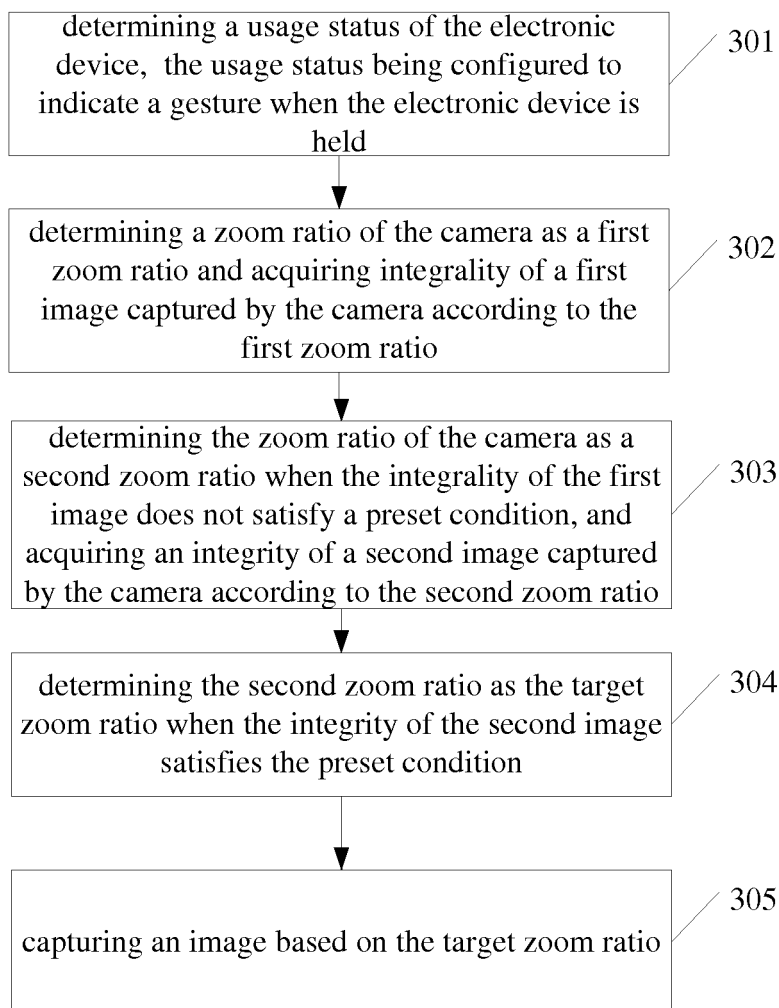 determining a usage status of the electronic
device,  the usage status being configured to
indicate a gesture when the electronic device is
held
301
determining a zoom ratio of the camera as a first
zoom ratio and acquiring integrality of a first
image captured by the camera according to the
first zoom ratio
302
determining the zoom ratio of the camera as a
second zoom ratio when the integrality of the first
image does not satisfy a preset condition, and
acquiring an integrity of a second image captured
by the camera according to the second zoom ratio
303
determining the second zoom ratio as the target
zoom ratio when the integrity of the second image
satisfies the preset condition
304
capturing an image based on the target zoom ratio
305